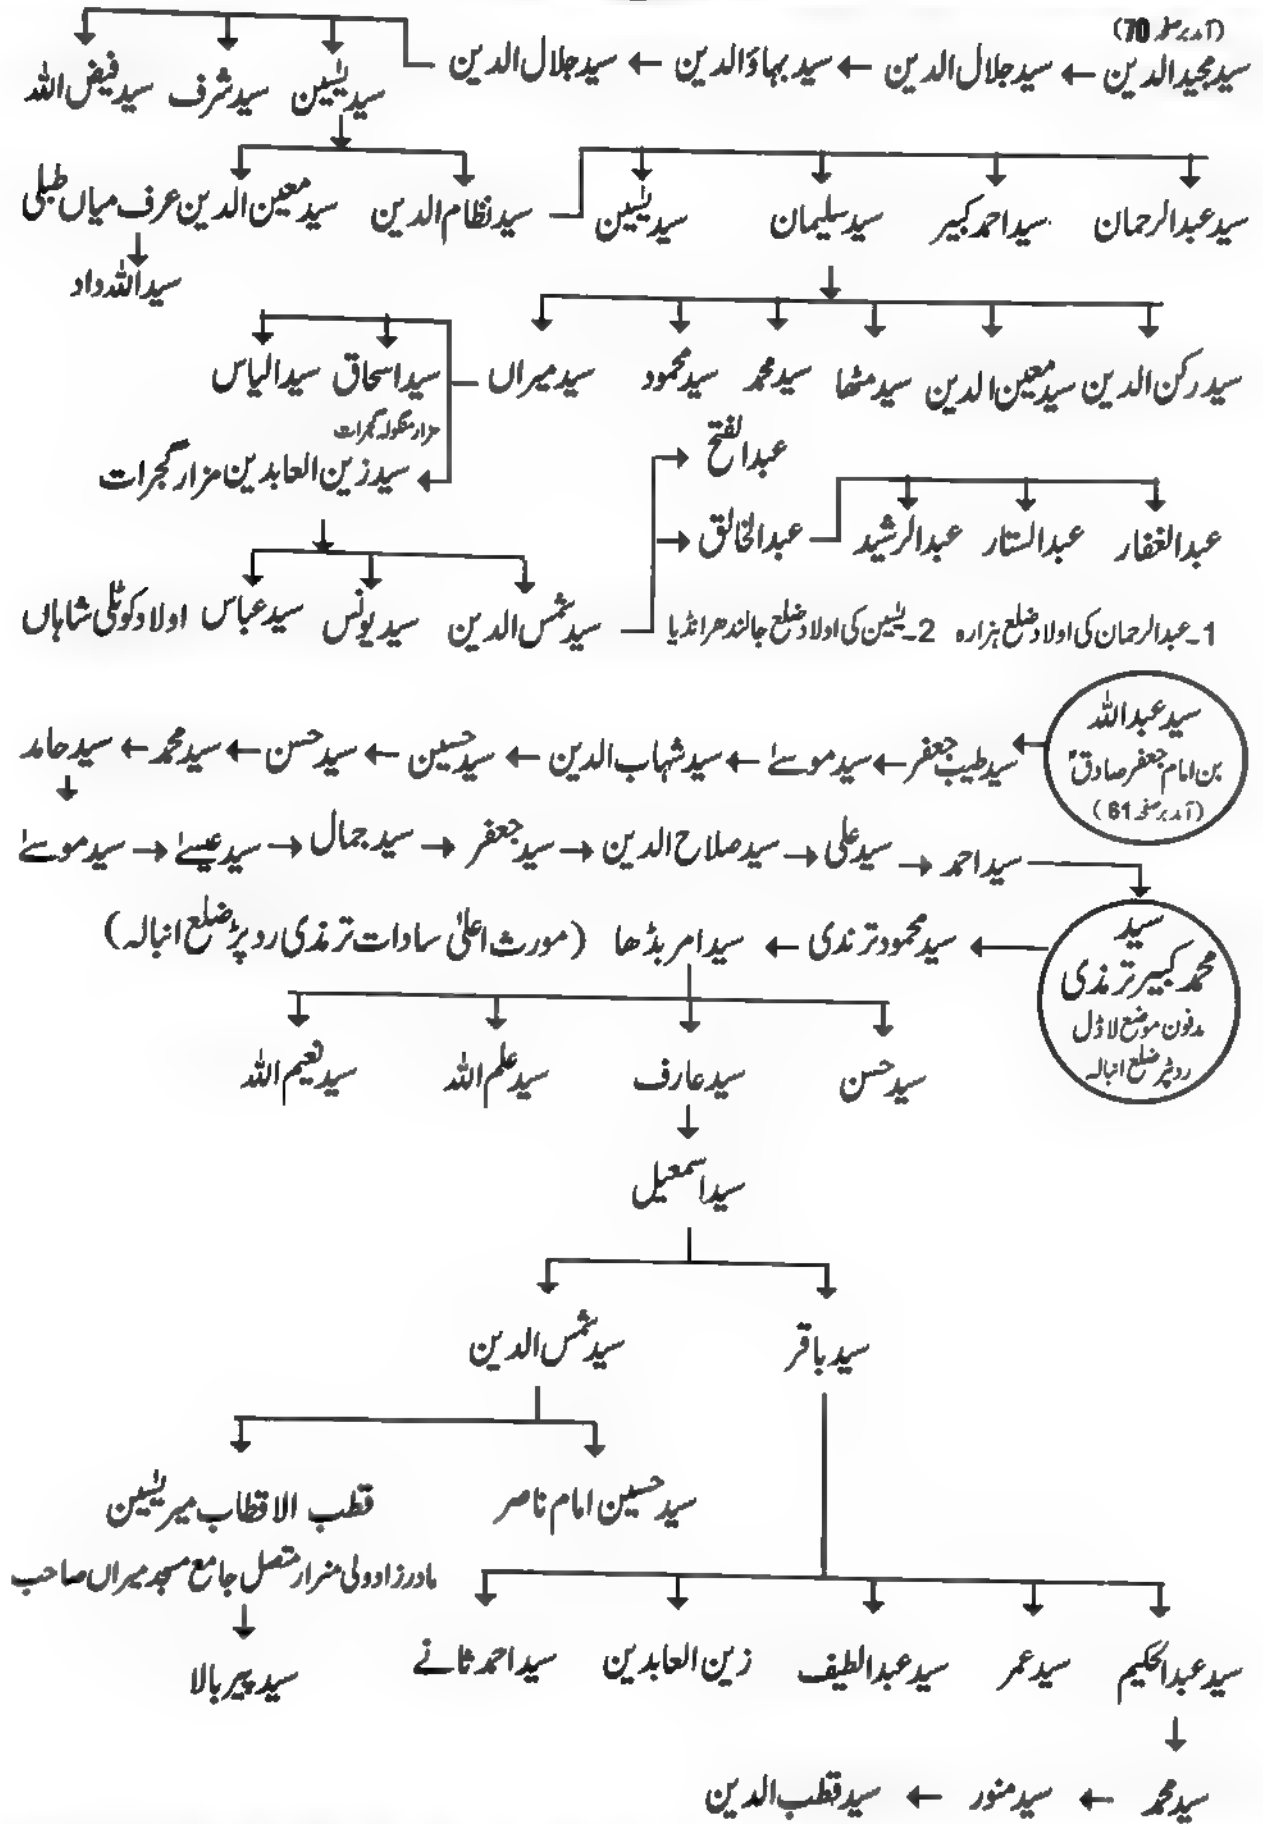 (آمد بر صفحہ 70)
سید مجید الدین ← سید جلال الدین ← سید بہاؤالدین ← سید جلال الدین
سید یٰسین سید شرف سید فیض اللہ
سید عبدالرحمان سید احمد کبیر سید سلیمان سید یٰسین سید نظام الدین سید معین الدین عرف میاں طبلی
سید اللہ داد
سید رکن الدین سید معین الدین سید مٹھا سید محمد سید محمود سید میراں سید اسحاق سید الیاس
مزار منگولہ گجرات
عبدالفتح
سید زین العابدین مزار گجرات
عبدالغفار عبدالستار عبدالرشید عبدالخالق
سید شمس الدین سید یونس سید عباس اولاد کوٹلی شاہاں
1۔عبدالرحمان کی اولاد ضلع ہزارہ 2۔یٰسین کی اولاد ضلع جالندھر انڈیا
سید عبداللہ
بن امام جعفر صادقؑ
(آمد بر صفحہ 61)
سید طیب جعفر ← سید موسےٰ ← سید شہاب الدین ← سید حسین ← سید حسن ← سید محمد ← سید حامد
سید احمد → سید علی → سید صلاح الدین → سید جعفر → سید جمال → سید عیسےٰ → سید موسےٰ
سید
محمد کبیر ترمذی
مدفون موضع لاڈل
روپڑ ضلع انبالہ
سید محمود ترمذی ← سید امر بڈھا (مورث اعلیٰ سادات ترمذی روپڑ ضلع انبالہ)
سید حسن سید عارف سید علم اللہ سید نعیم اللہ
سید اسمعیل
سید باقر سید شمس الدین
سید حسین امام ناصر قطب الاقطاب میر یٰسین
مادرزاد ولی مزار متصل جامع مسجد میراں صاحب
سید عبدالحکیم سید عمر سید عبدالطیف زین العابدین سید احمد ثانے
سید پیر بالا
سید محمد ← سید منور ← سید قطب الدین